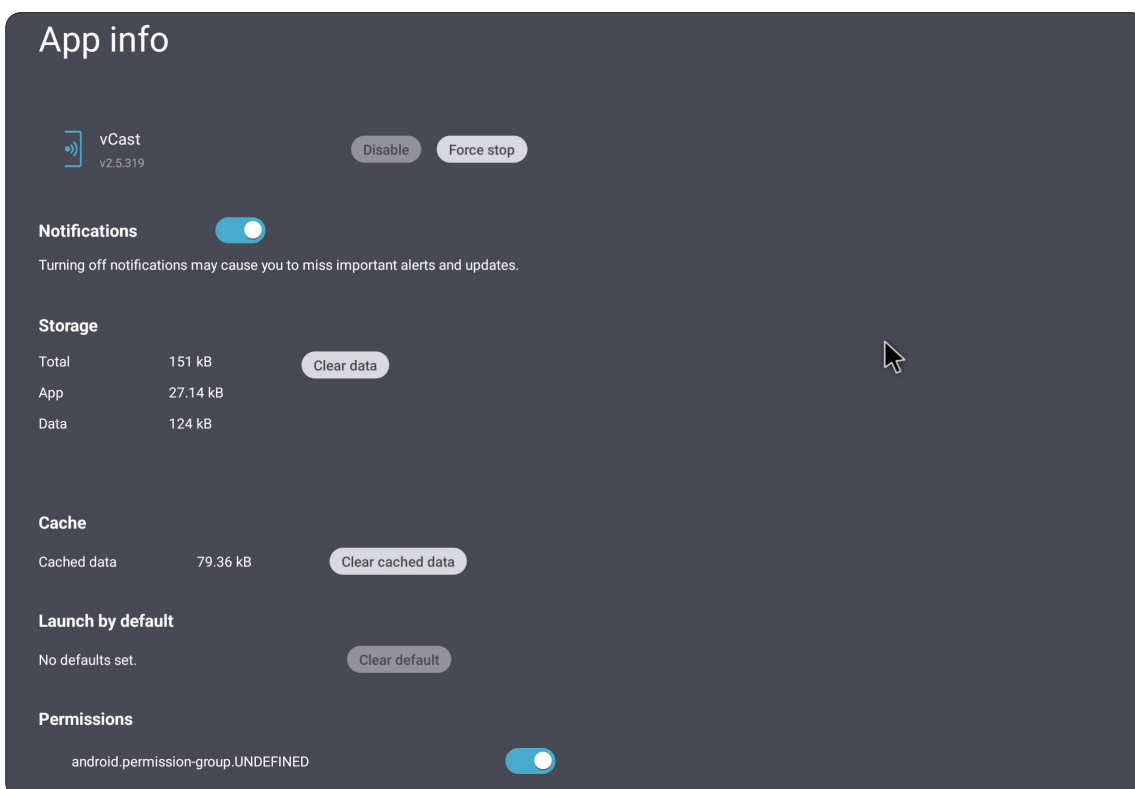 App info
vCast
v2.5.319
Disable
Force stop
Notifications
Turning off notifications may cause you to miss important alerts and updates.
Storage
Total 151 kB Clear data
App 27.14 kB
Data 124 kB
Cache
Cached data 79.36 kB Clear cached data
Launch by default
No defaults set. Clear default
Permissions
android.permission-group.UNDEFINED